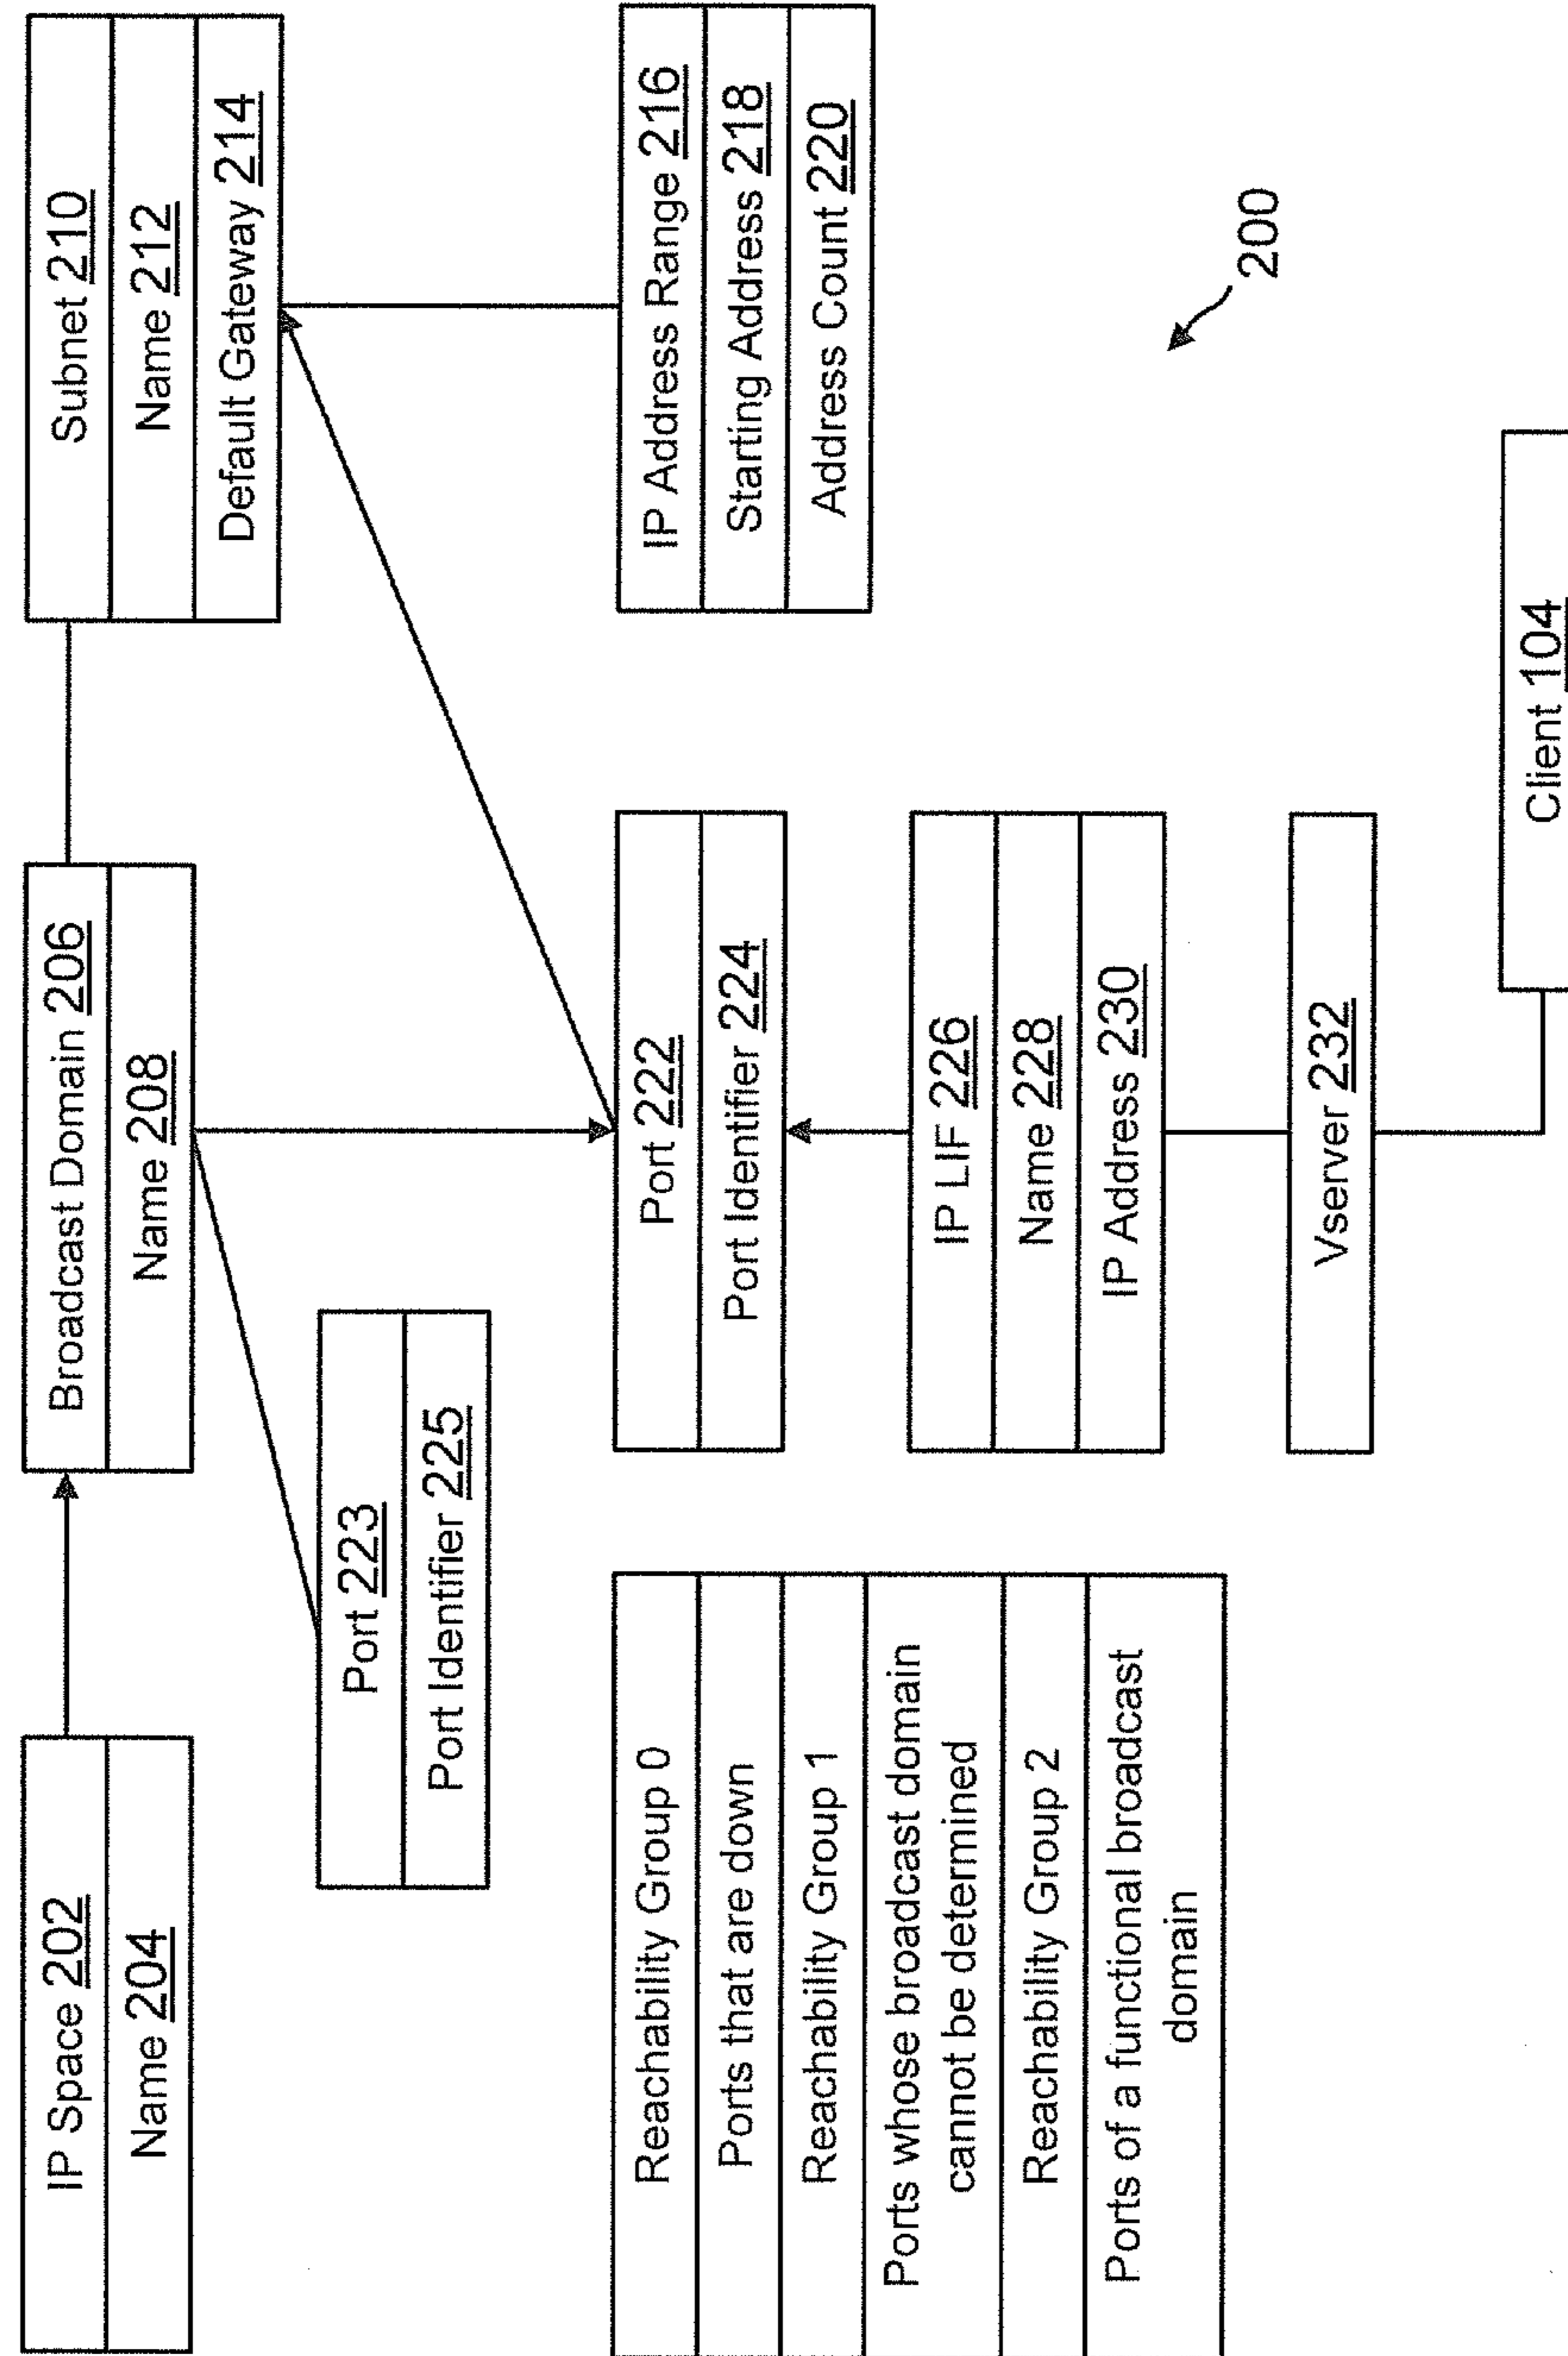 IP Space 202
Name 204
Broadcast Domain 206
Name 208
Subnet 210
Name 212
Default Gateway 214
Port 223
Port Identifier 225
Reachability Group 0
Ports that are down
Reachability Group 1
Ports whose broadcast domain
cannot be determined
Reachability Group 2
Ports of a functional broadcast
domain
Port 222
Port Identifier 224
IP LIF 226
Name 228
IP Address 230
Vserver 232
IP Address Range 216
Starting Address 218
Address Count 220
200
Client 104